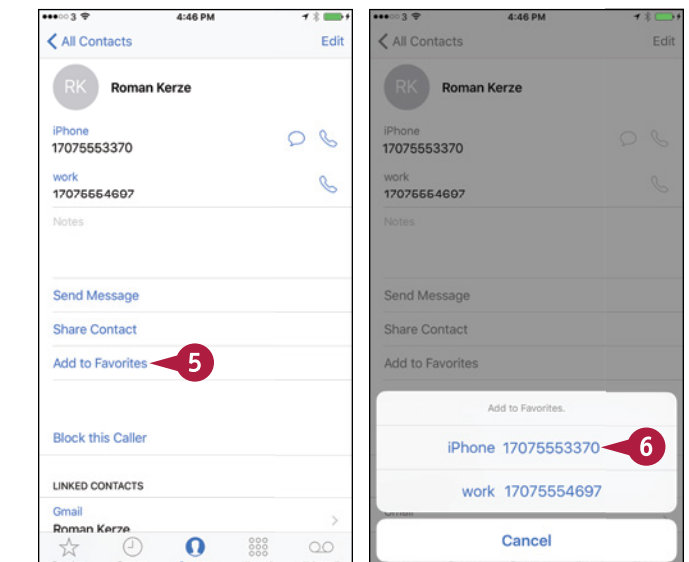 3 4:46 PM
All Contacts Edit
RK Roman Kerze
iPhone
17075553370
work
17075554697
Notes
Send Message
Share Contact
Add to Favorites 5
Block this Caller
LINKED CONTACTS
Gmail
Roman Kerze
3 4:46 PM
All Contacts Edit
RK Roman Kerze
iPhone
17075553370
work
17075554697
Notes
Send Message
Share Contact
Add to Favorites
Add to Favorites.
iPhone 17075553370 6
work 17075554697
Gmail
Cancel